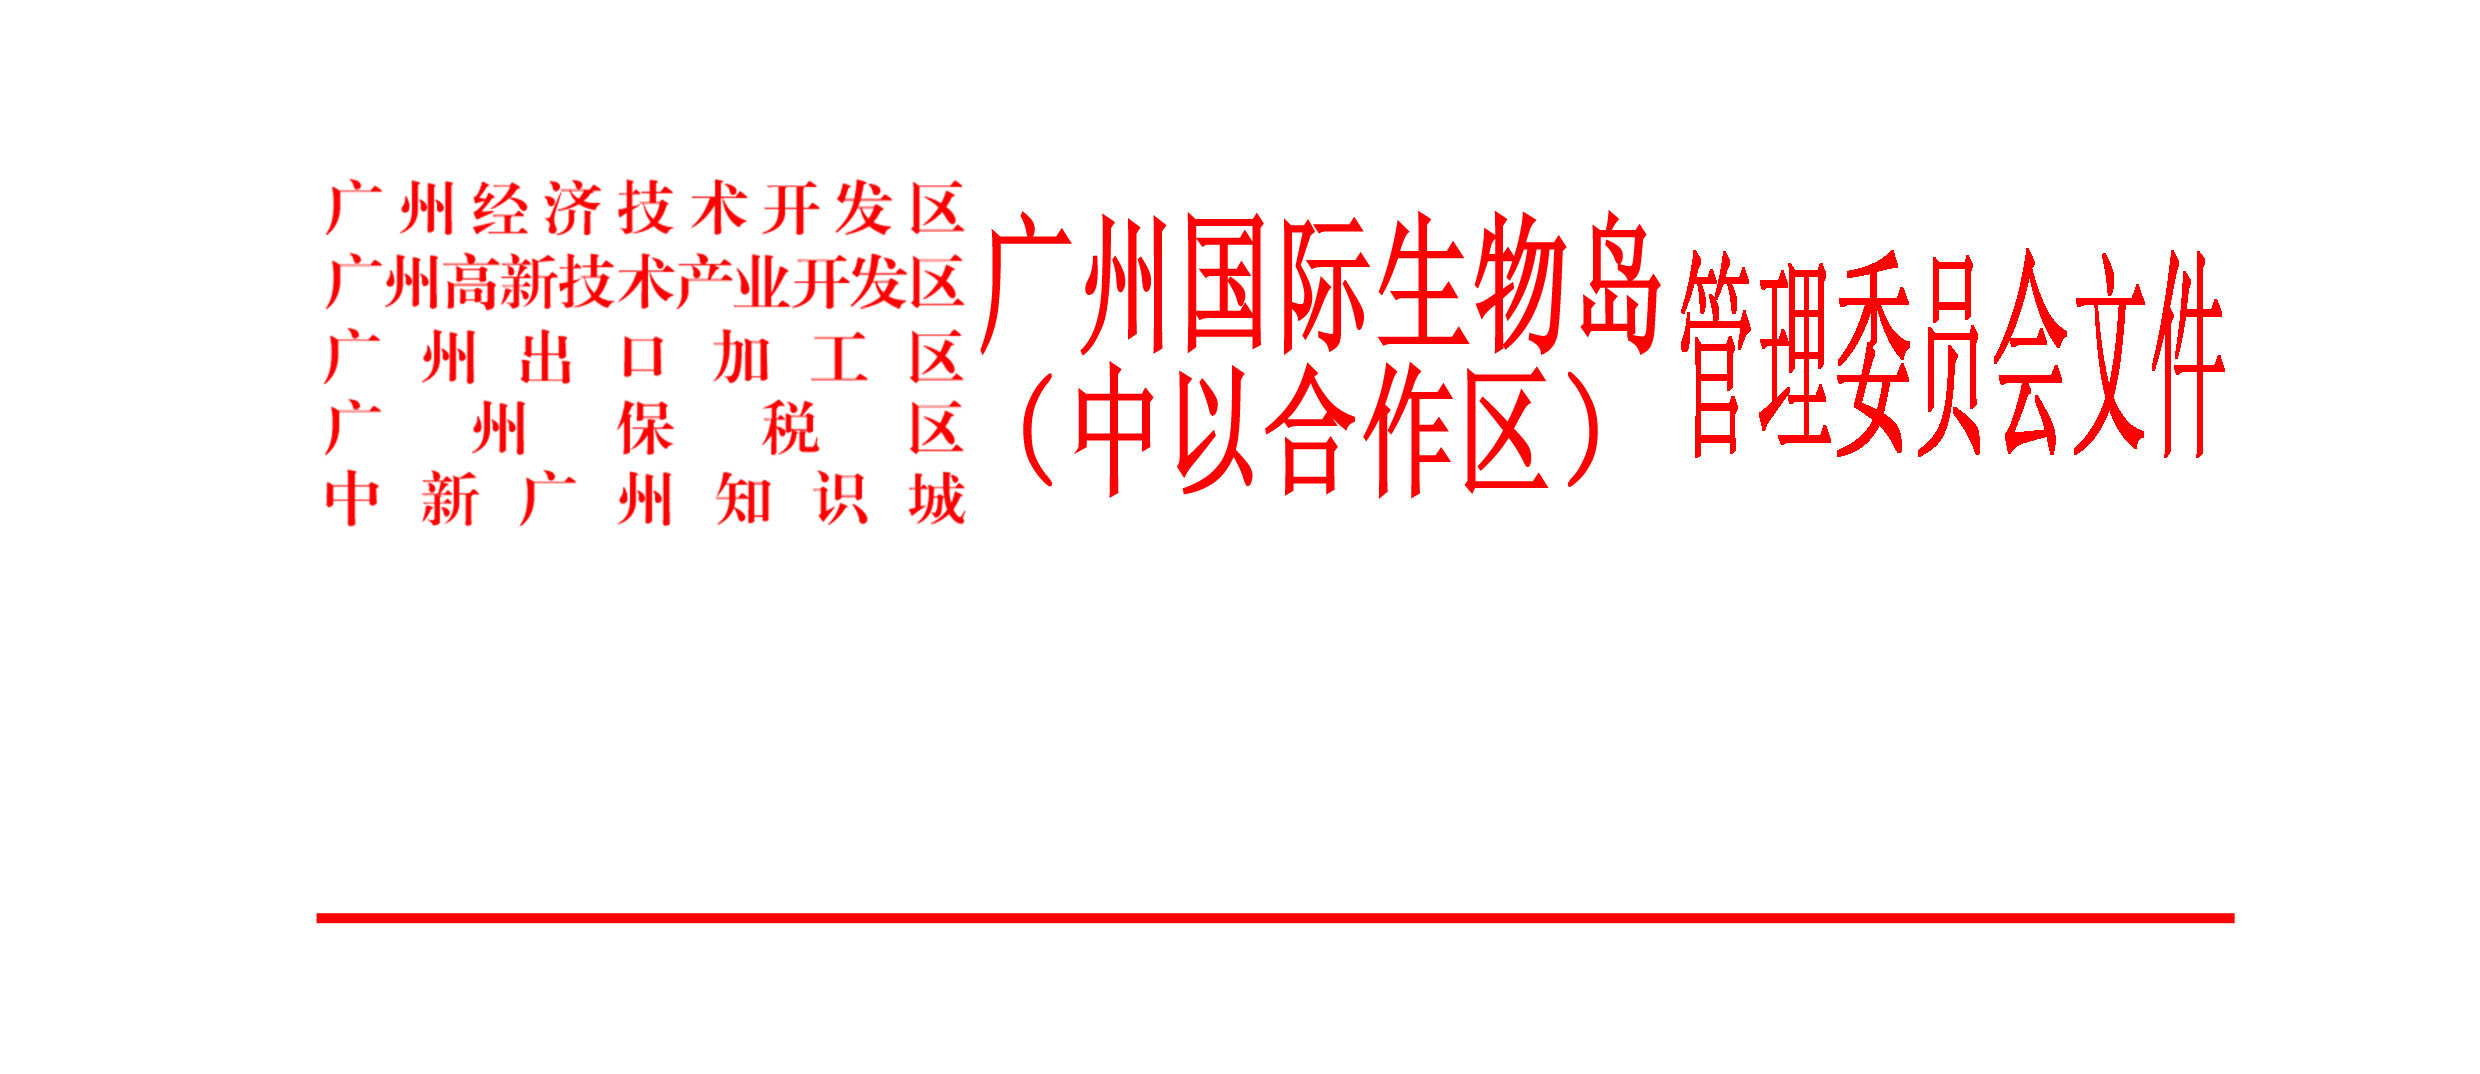 广州经济技术开发区
广州高新技术产业开发区
广州出口加工区
广州保税区
中新广州知识城
广州国际生物岛
（中以合作区）
管理委员会文件